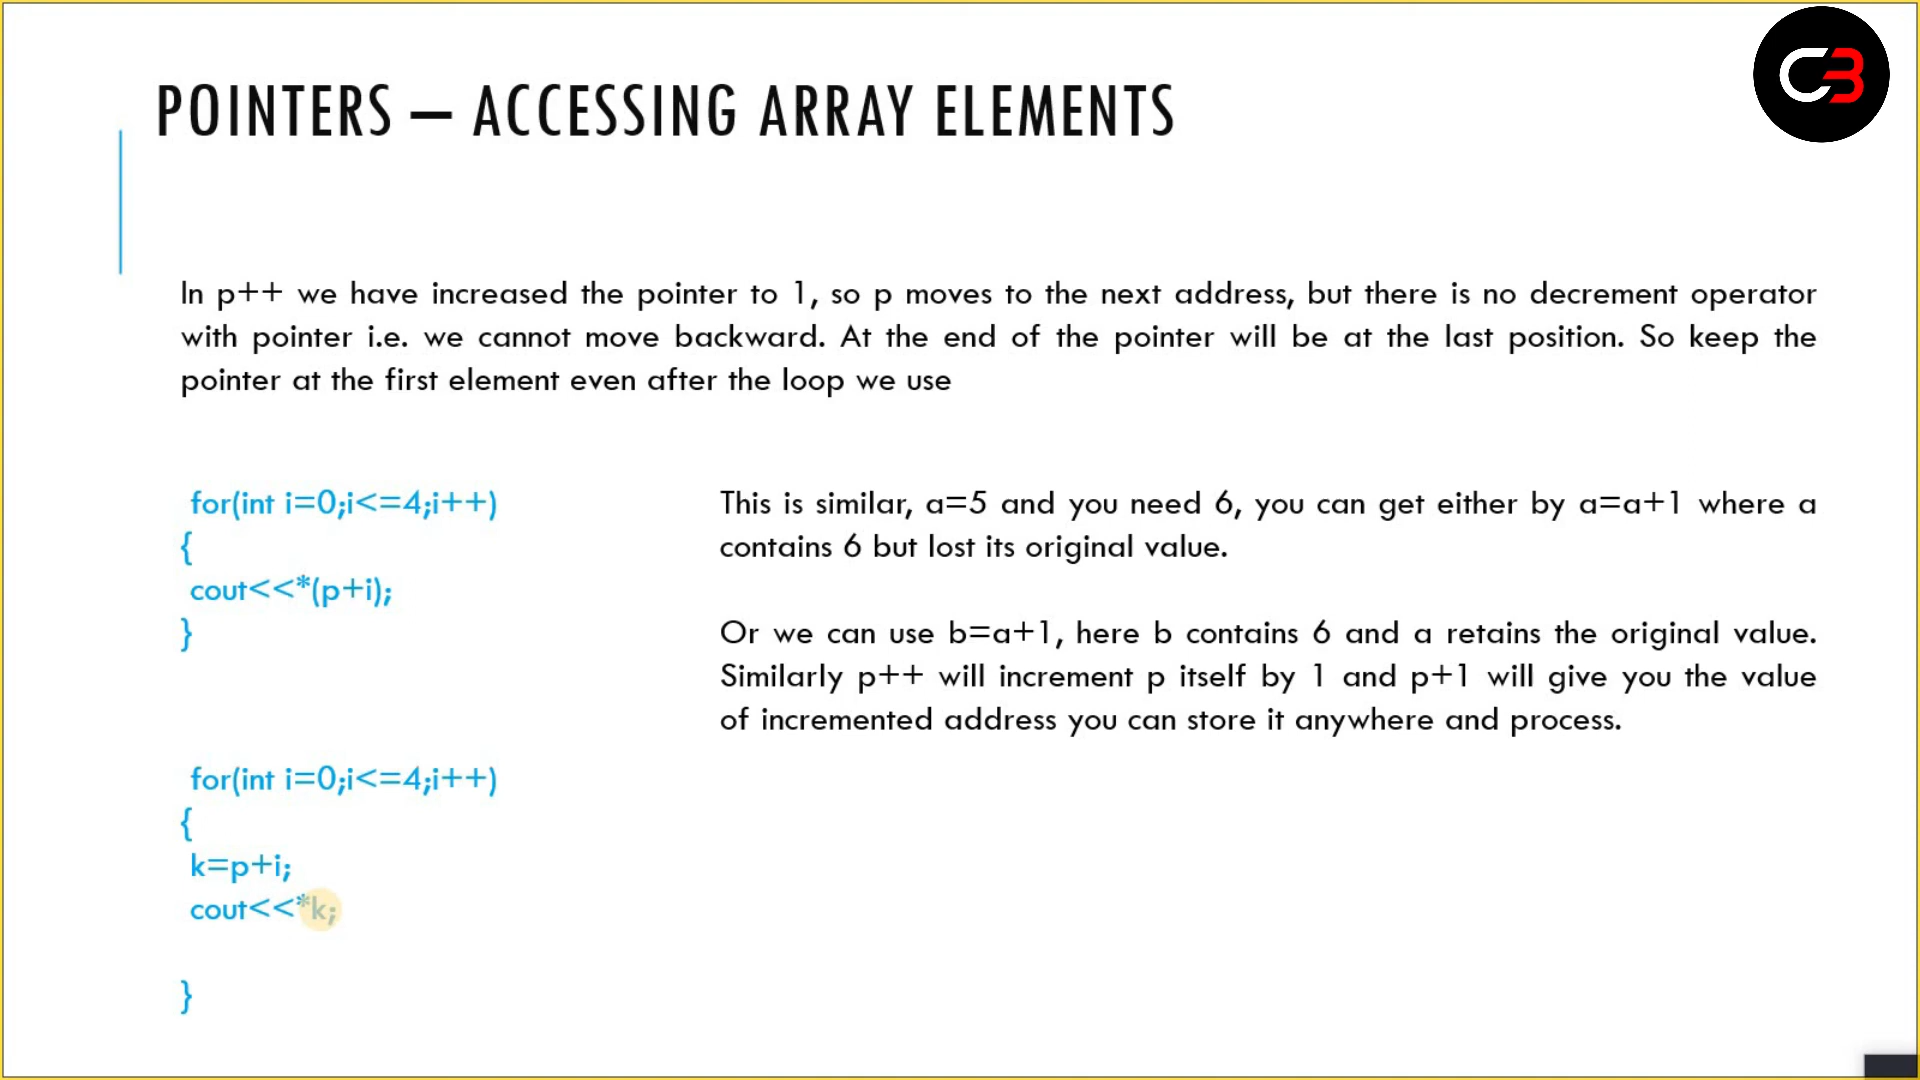 POINTERS – ACCESSING ARRAY ELEMENTS
C3
In p++ we have increased the pointer to 1, so p moves to the next address, but there is no decrement operator
with pointer i.e. we cannot move backward. At the end of the pointer will be at the last position. So keep the
pointer at the first element even after the loop we use
for(int i=0;i<=4;i++)
{
cout<<*(p+i);
}
This is similar, a=5 and you need 6, you can get either by a=a+1 where a
contains 6 but lost its original value.
Or we can use b=a+1, here b contains 6 and a retains the original value.
Similarly p++ will increment p itself by 1 and p+1 will give you the value
of incremented address you can store it anywhere and process.
for(int i=0;i<=4;i++)
{
k=p+i;
cout<<*k;
}